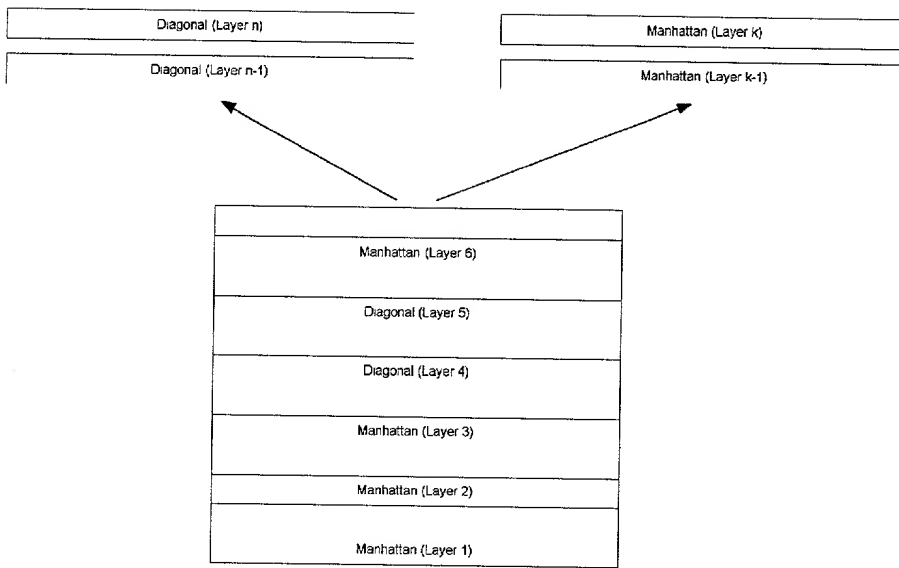 Diagonal (Layer n)
Diagonal (Layer n-1)
Manhattan (Layer k)
Manhattan (Layer k-1)
Manhattan (Layer 6)
Diagonal (Layer 5)
Diagonal (Layer 4)
Manhattan (Layer 3)
Manhattan (Layer 2)
Manhattan (Layer 1)